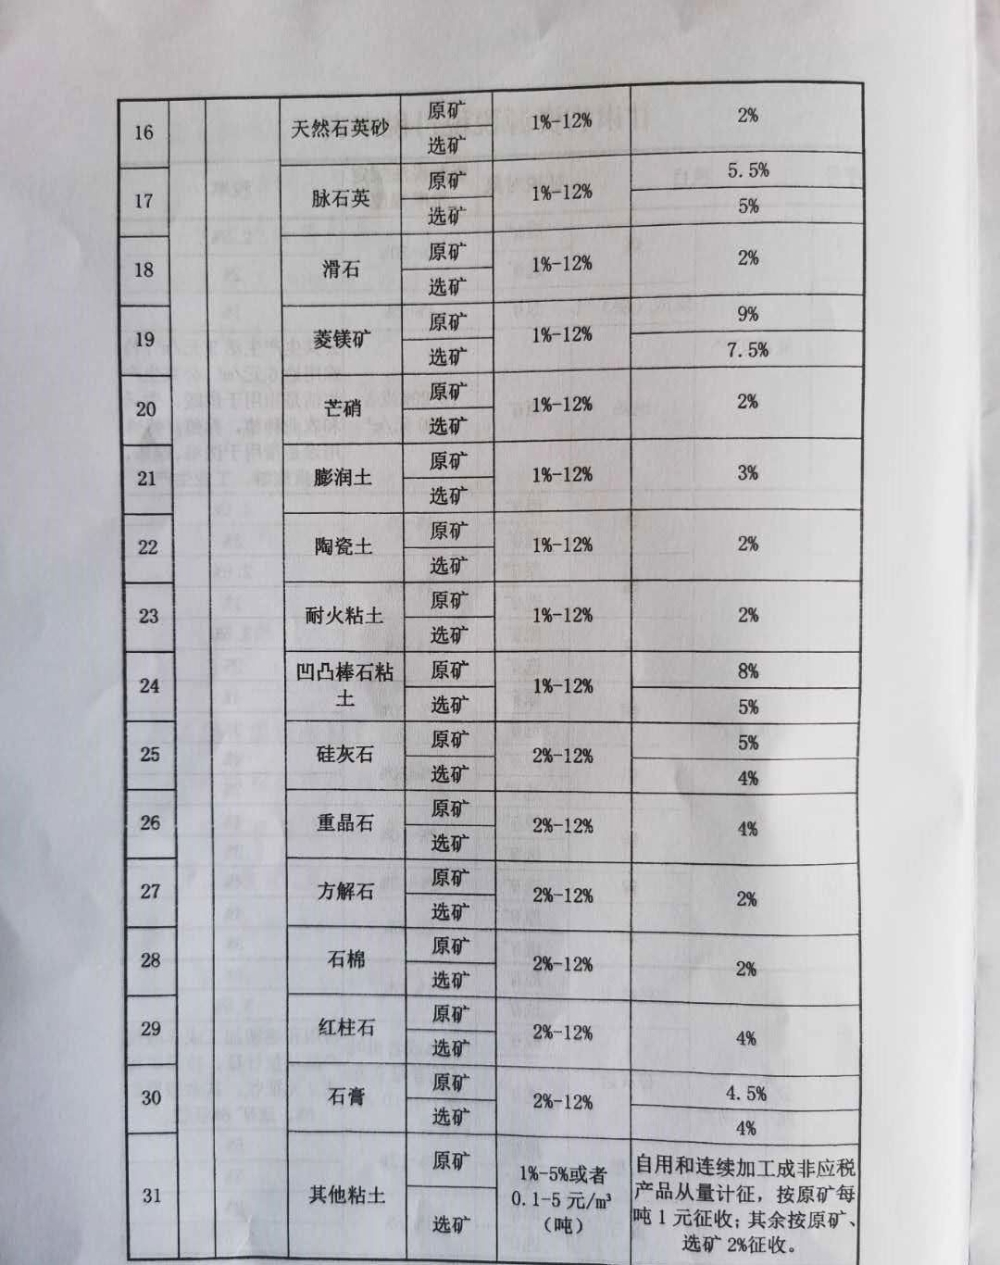 16 天然石英砂 原矿 1%-12% 2%
选矿
17 脉石英 原矿 1%-12% 5.5%
选矿 5%
18 滑石 原矿 1%-12% 2%
选矿
19 菱镁矿 原矿 1%-12% 9%
选矿 7.5%
20 芒硝 原矿 1%-12% 2%
选矿
21 膨润土 原矿 1%-12% 3%
选矿
22 陶瓷土 原矿 1%-12% 2%
选矿
23 耐火粘土 原矿 1%-12% 2%
选矿
24 凹凸棒石粘 原矿 1%-12% 8%
土 选矿 5%
25 硅灰石 原矿 2%-12% 5%
选矿 4%
26 重晶石 原矿 2%-12% 4%
选矿
27 方解石 原矿 2%-12% 2%
选矿
28 石棉 原矿 2%-12% 2%
选矿
29 红柱石 原矿 2%-12% 4%
选矿
30 石膏 原矿 2%-12% 4.5%
选矿 4%
31 其他粘土 原矿
选矿
1%-5%或者
0.1-5 元/m³
（吨）
自用和连续加工成非应税
产品从量计征，按原矿每
吨 1 元征收；其余按原矿、
选矿 2%征收。